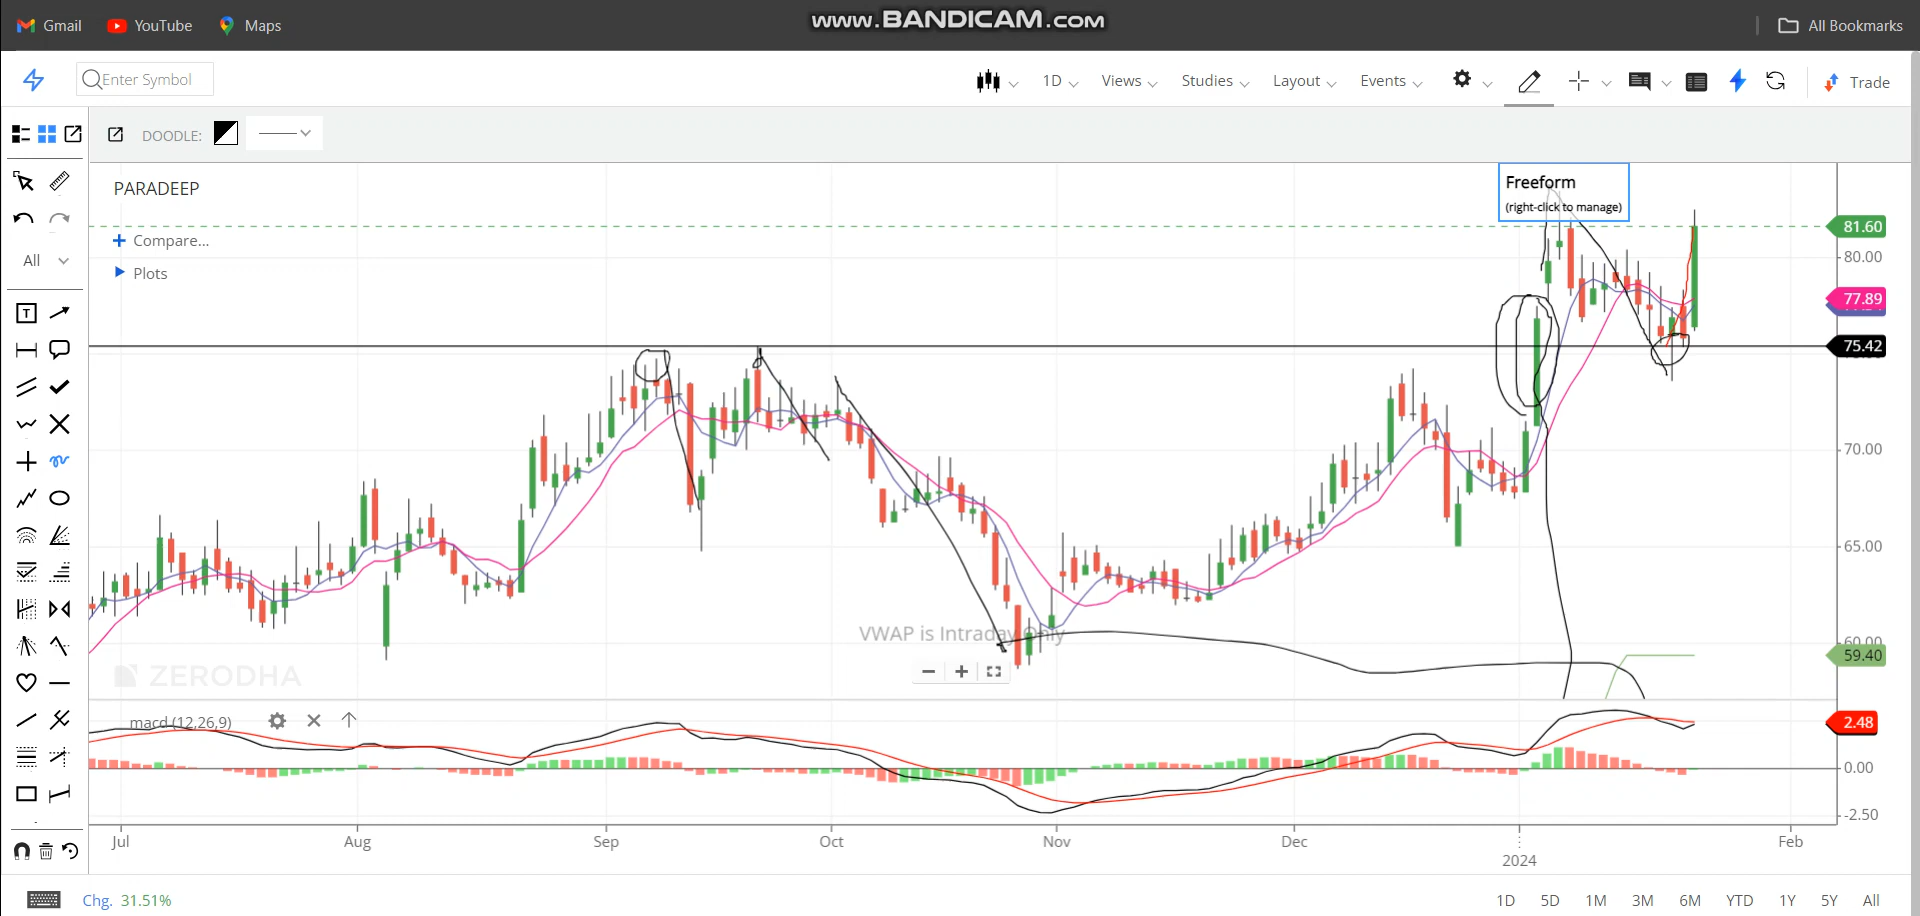 Gmail YouTube Maps www.BANDICAM.com All Bookmarks
Enter Symbol 1D Views Studies Layout Events Trade
DOODLE:
PARADEEP
Freeform
(right-click to manage)
81.60
Compare...
80.00
All
Plots
77.89
75.42
70.00
65.00
VWAP is Intraday Only
60.00
59.40
ZERODHA
macd (12,26,9)
2.48
0.00
-2.50
Jul Aug Sep Oct Nov Dec Feb
2024
Chg. 31.51% 1D 5D 1M 3M 6M YTD 1Y 5Y All